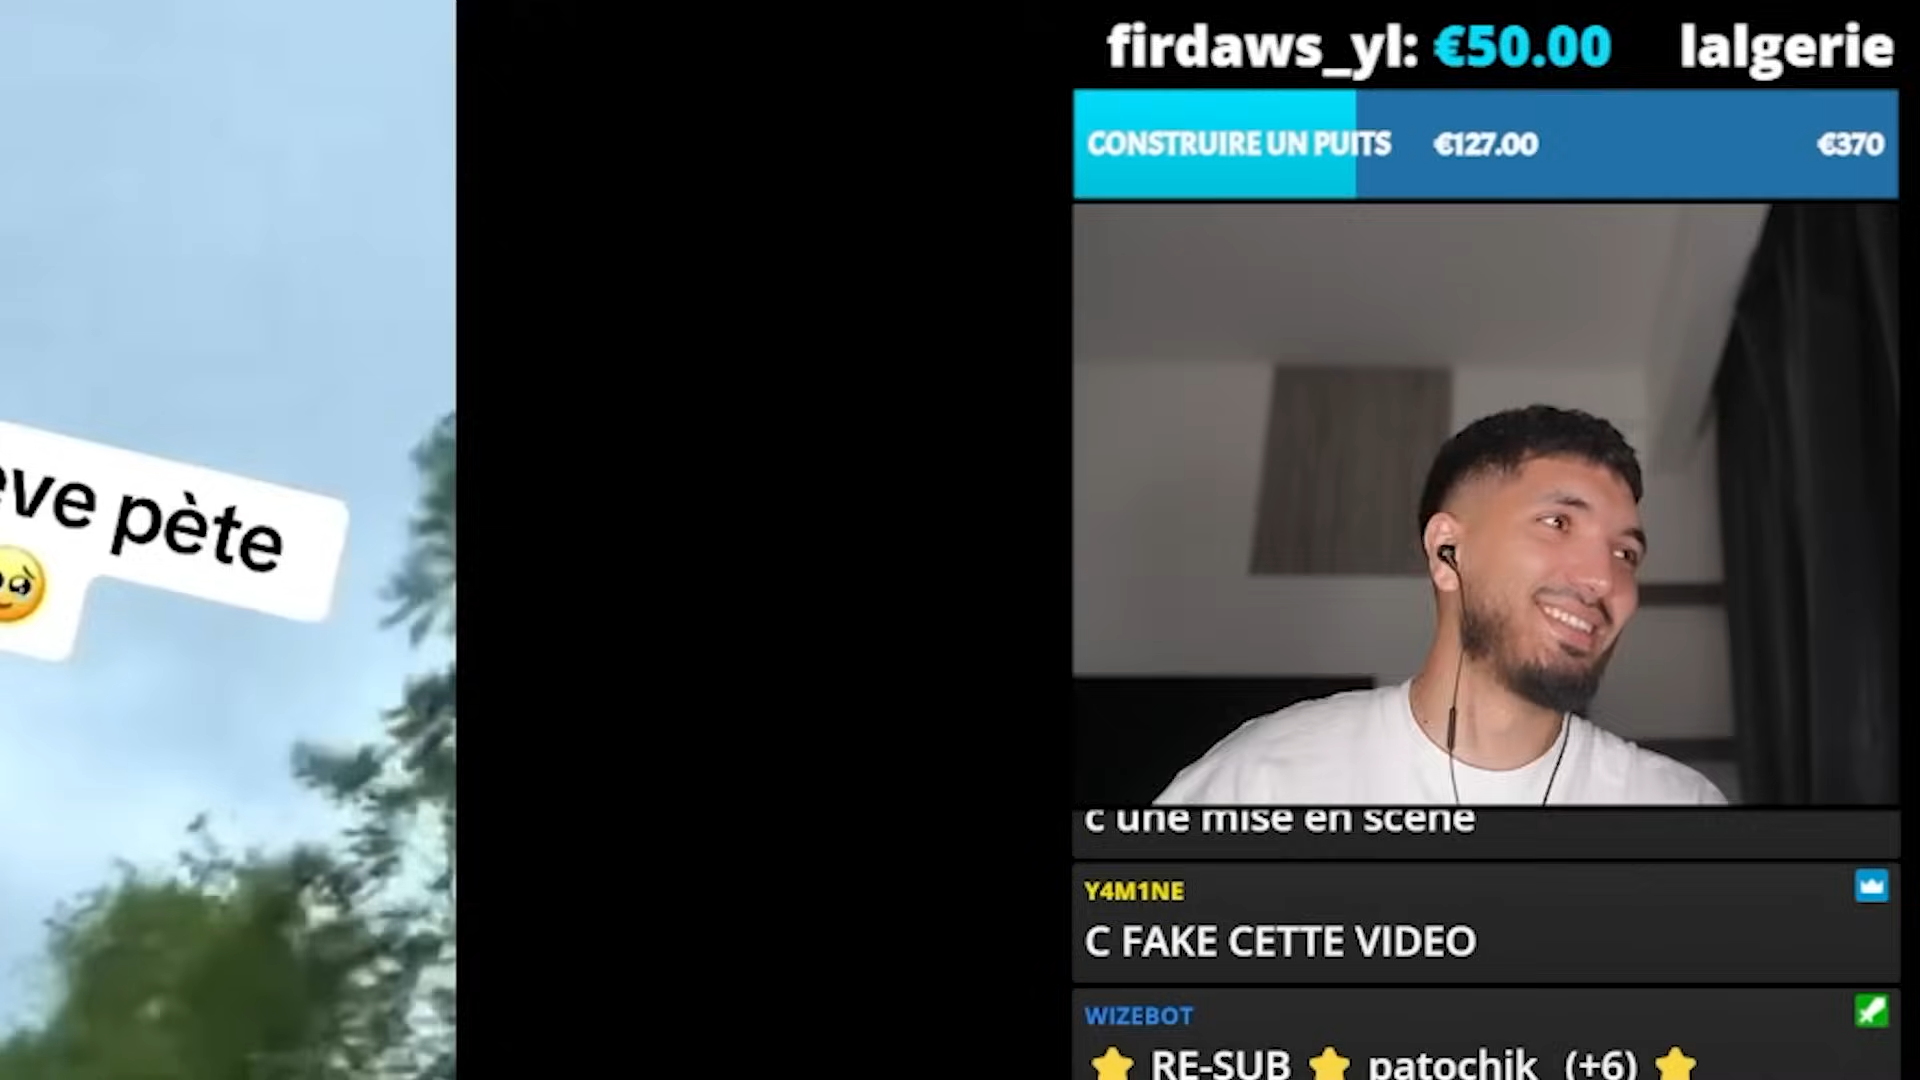 firdaws_yl: €50.00 lalgerie
CONSTRUIRE UN PUITS €127.00 €370
pète
c une mise en scene
Y4M1NE
C FAKE CETTE VIDEO
WIZEBOT
RE-SUB patochik (+6)